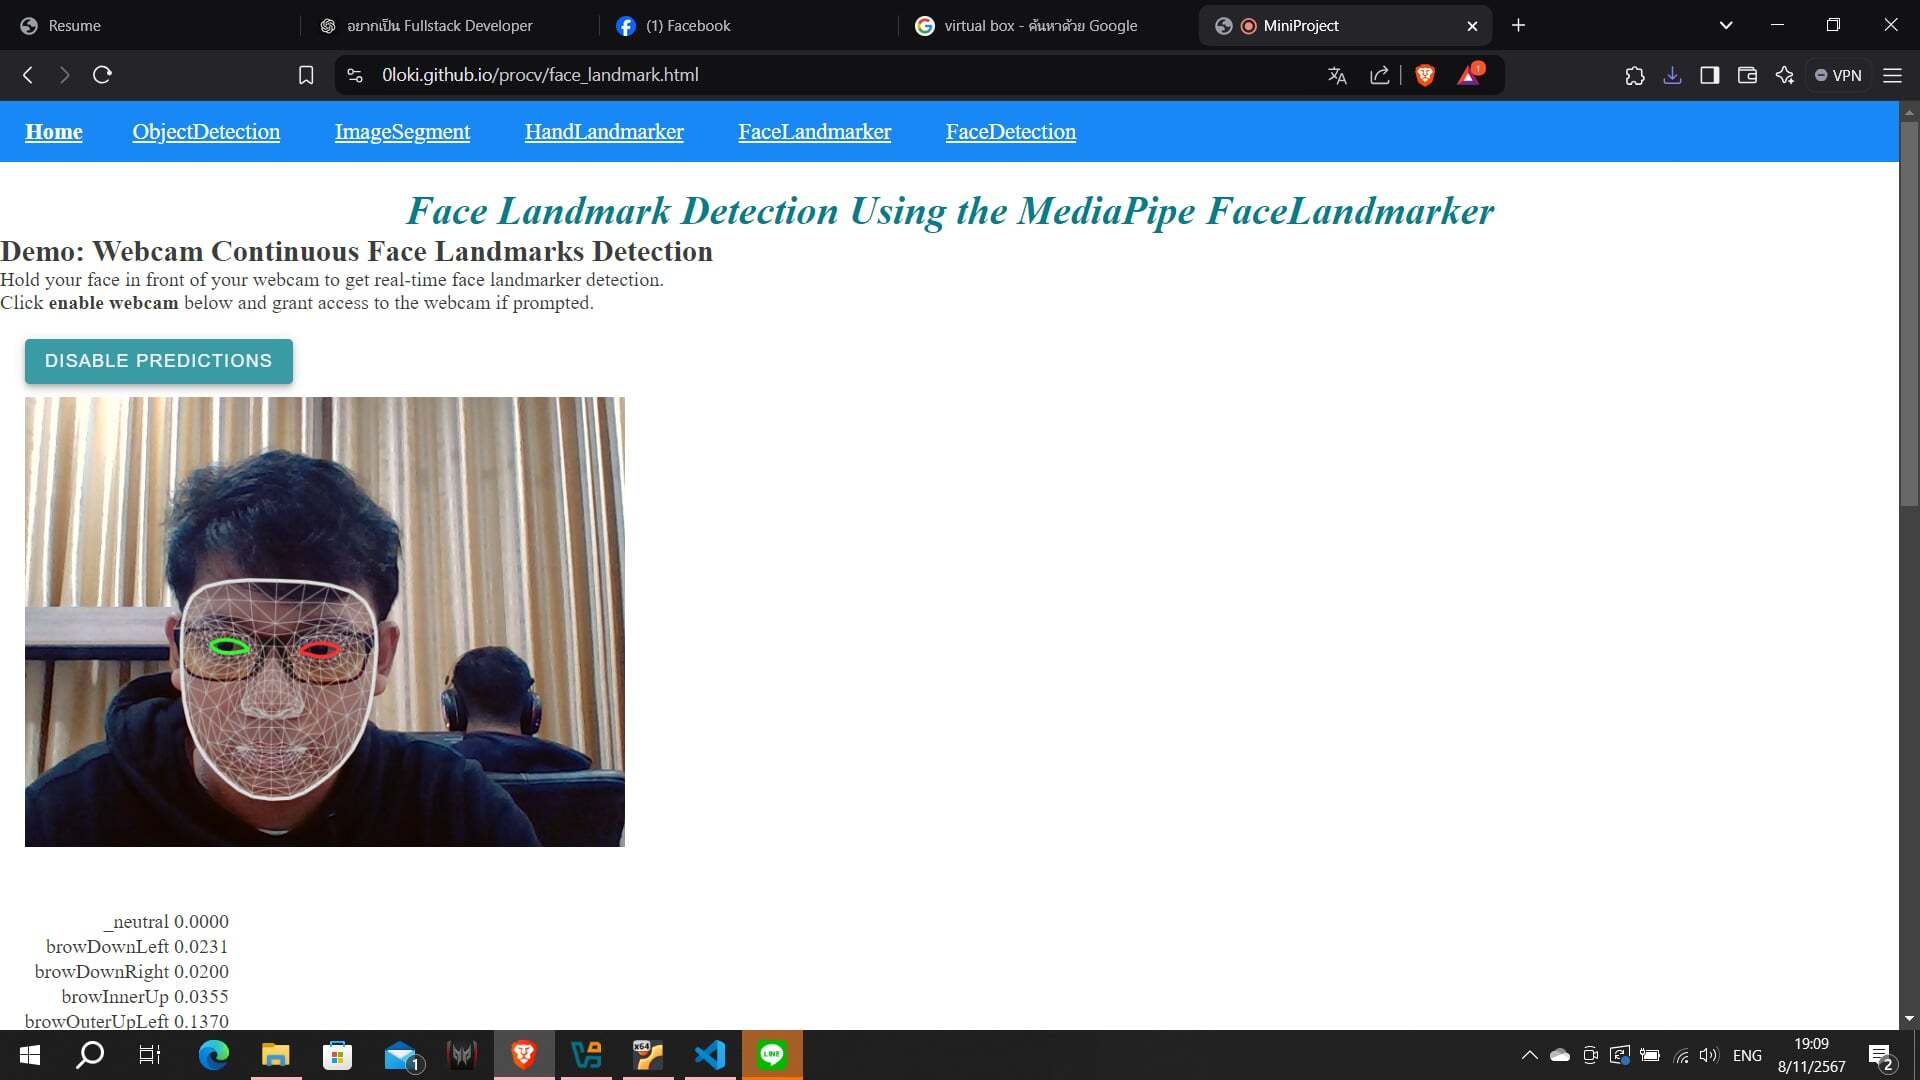 Resume
อยากเป็น Fullstack Developer
(1) Facebook
virtual box - ค้นหาด้วย Google
MiniProject
0loki.github.io/procv/face_landmark.html
1
VPN
Home ObjectDetection ImageSegment HandLandmarker FaceLandmarker FaceDetection
Face Landmark Detection Using the MediaPipe FaceLandmarker
Demo: Webcam Continuous Face Landmarks Detection
Hold your face in front of your webcam to get real-time face landmarker detection.
Click enable webcam below and grant access to the webcam if prompted.
DISABLE PREDICTIONS
_neutral 0.0000
browDownLeft 0.0231
browDownRight 0.0200
browInnerUp 0.0355
browOuterUpLeft 0.1370
1
x64
LINE
ENG
19:09
8/11/2567
2